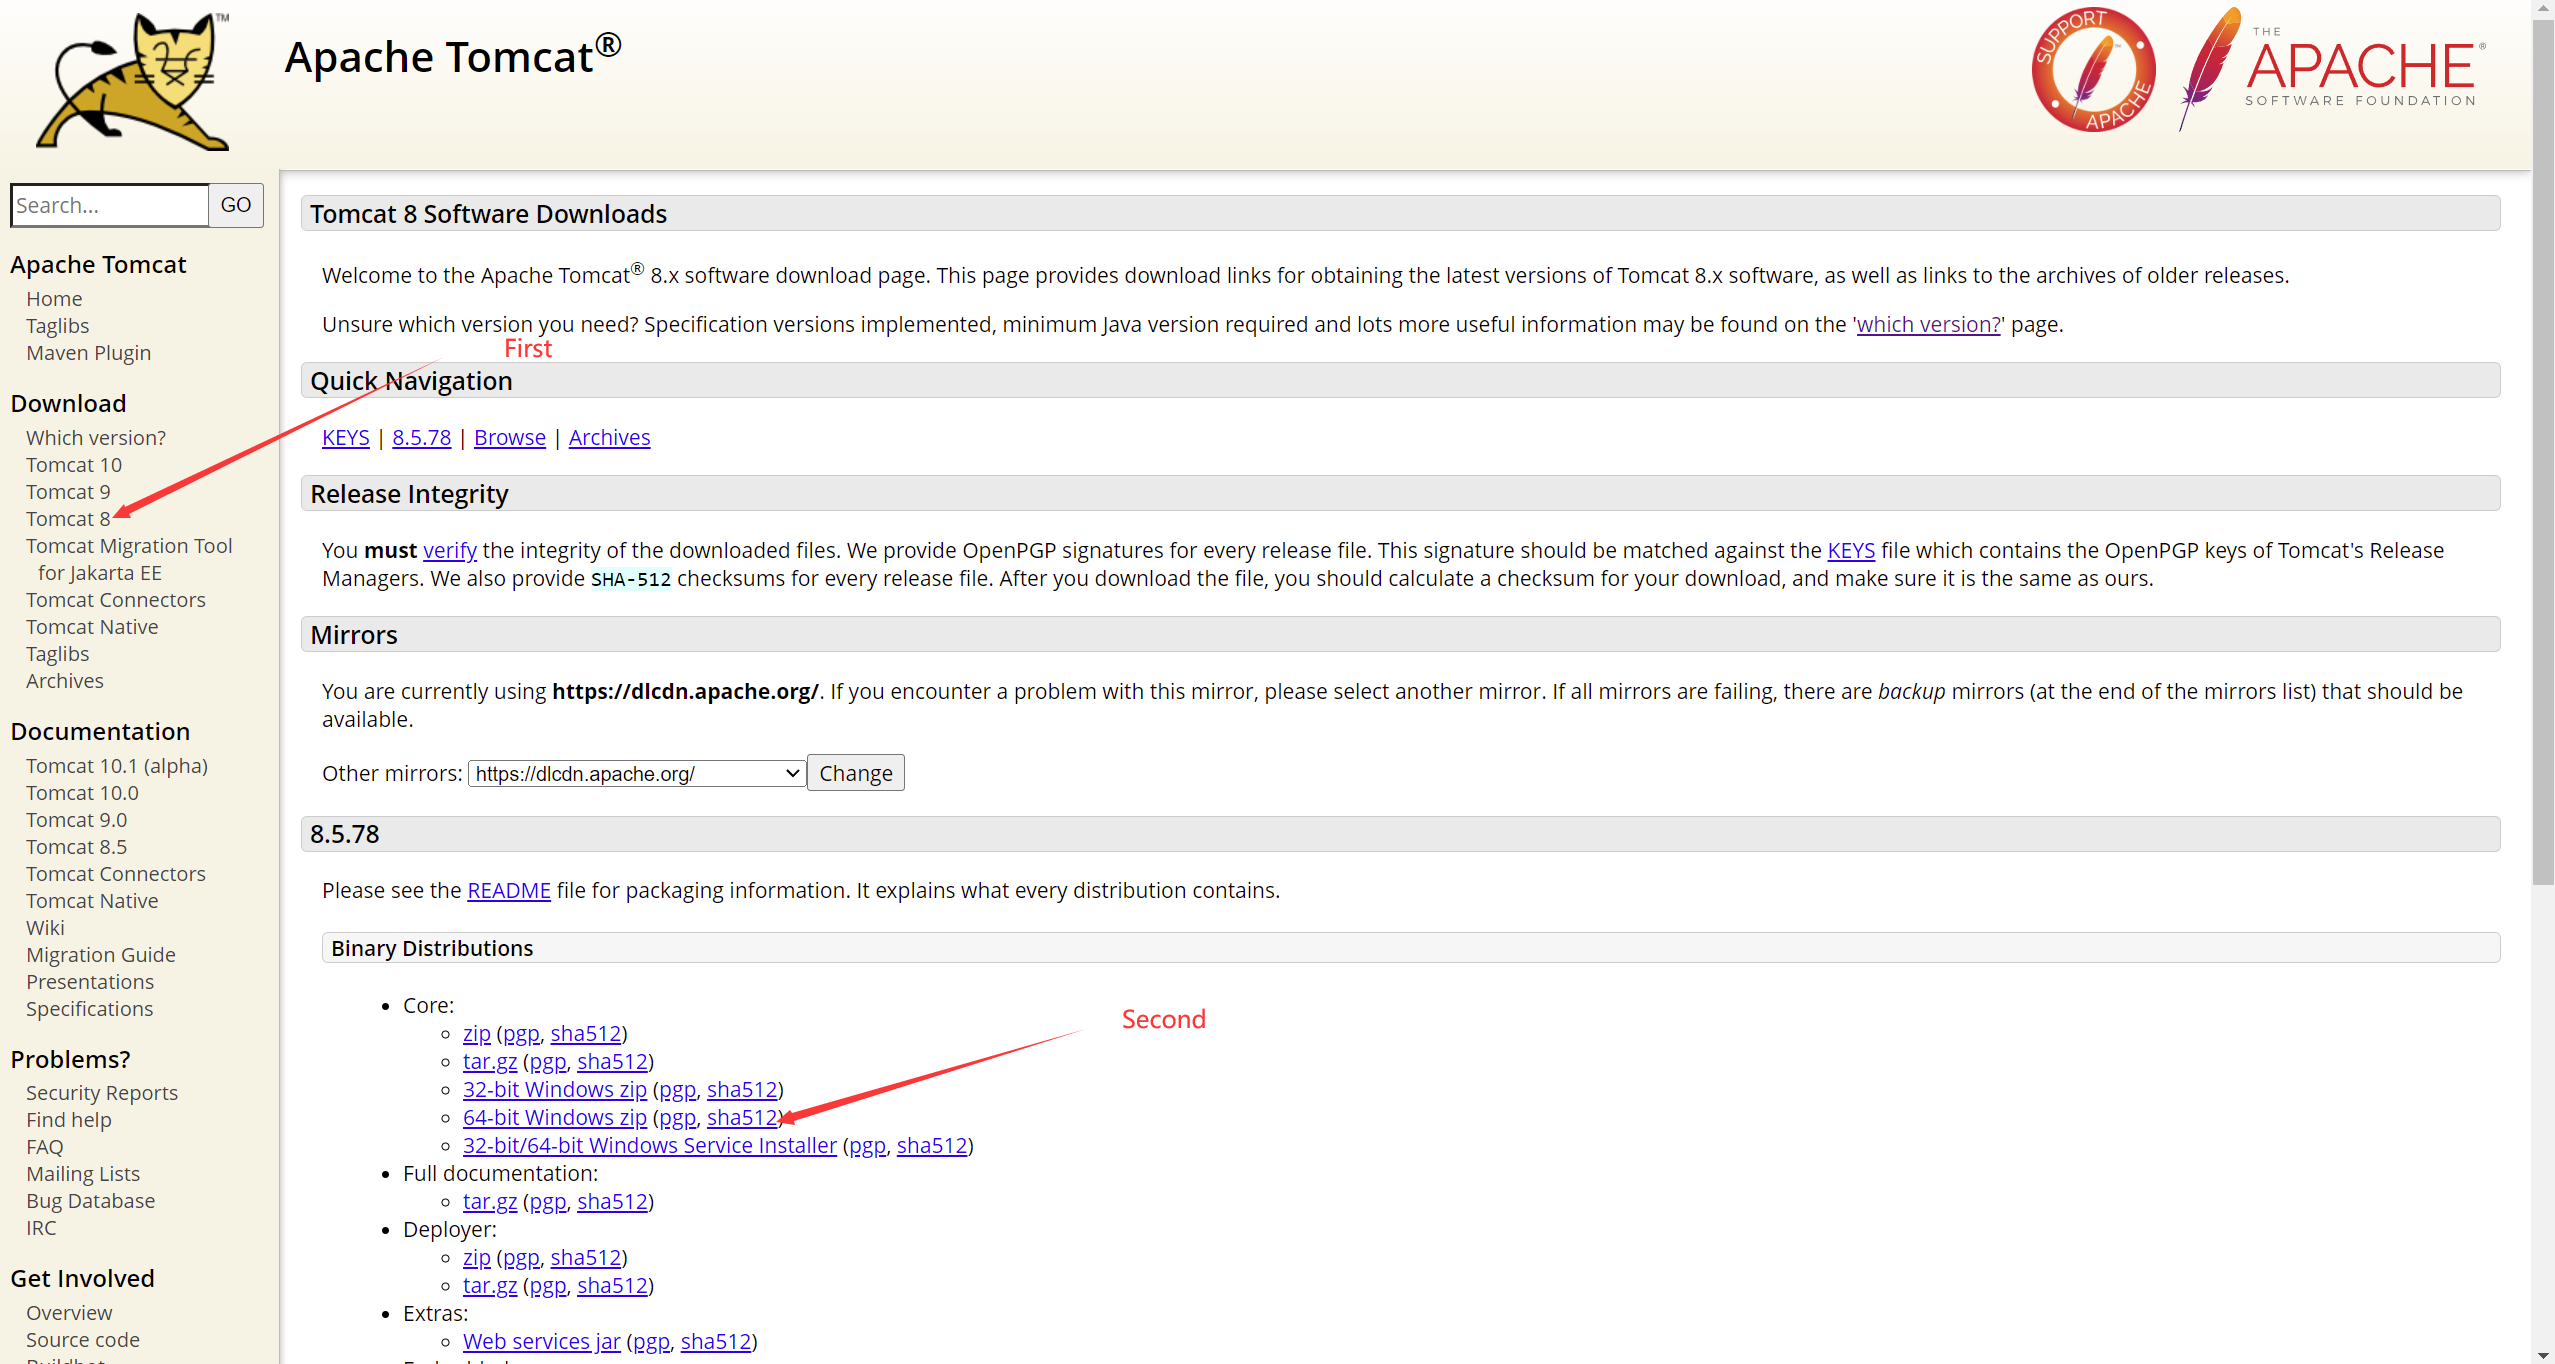 TM
Apache Tomcat®
SUPPORT APACHE
THE
APACHE®
SOFTWARE FOUNDATION
Search...
GO
Apache Tomcat
Home
Taglibs
Maven Plugin
Download
Which version?
Tomcat 10
Tomcat 9
Tomcat 8
Tomcat Migration Tool
for Jakarta EE
Tomcat Connectors
Tomcat Native
Taglibs
Archives
Documentation
Tomcat 10.1 (alpha)
Tomcat 10.0
Tomcat 9.0
Tomcat 8.5
Tomcat Connectors
Tomcat Native
Wiki
Migration Guide
Presentations
Specifications
Problems?
Security Reports
Find help
FAQ
Mailing Lists
Bug Database
IRC
Get Involved
Overview
Source code
Buildbot
Tomcat 8 Software Downloads
Welcome to the Apache Tomcat® 8.x software download page. This page provides download links for obtaining the latest versions of Tomcat 8.x software, as well as links to the archives of older releases.
Unsure which version you need? Specification versions implemented, minimum Java version required and lots more useful information may be found on the 'which version?' page.
First
Quick Navigation
KEYS | 8.5.78 | Browse | Archives
Release Integrity
You must verify the integrity of the downloaded files. We provide OpenPGP signatures for every release file. This signature should be matched against the KEYS file which contains the OpenPGP keys of Tomcat's Release
Managers. We also provide SHA-512 checksums for every release file. After you download the file, you should calculate a checksum for your download, and make sure it is the same as ours.
Mirrors
You are currently using https://dlcdn.apache.org/. If you encounter a problem with this mirror, please select another mirror. If all mirrors are failing, there are backup mirrors (at the end of the mirrors list) that should be
available.
Other mirrors: https://dlcdn.apache.org/ Change
8.5.78
Please see the README file for packaging information. It explains what every distribution contains.
Binary Distributions
• Core:
Second
◦ zip (pgp, sha512)
◦ tar.gz (pgp, sha512)
◦ 32-bit Windows zip (pgp, sha512)
◦ 64-bit Windows zip (pgp, sha512)
◦ 32-bit/64-bit Windows Service Installer (pgp, sha512)
• Full documentation:
◦ tar.gz (pgp, sha512)
• Deployer:
◦ zip (pgp, sha512)
◦ tar.gz (pgp, sha512)
• Extras:
◦ Web services jar (pgp, sha512)